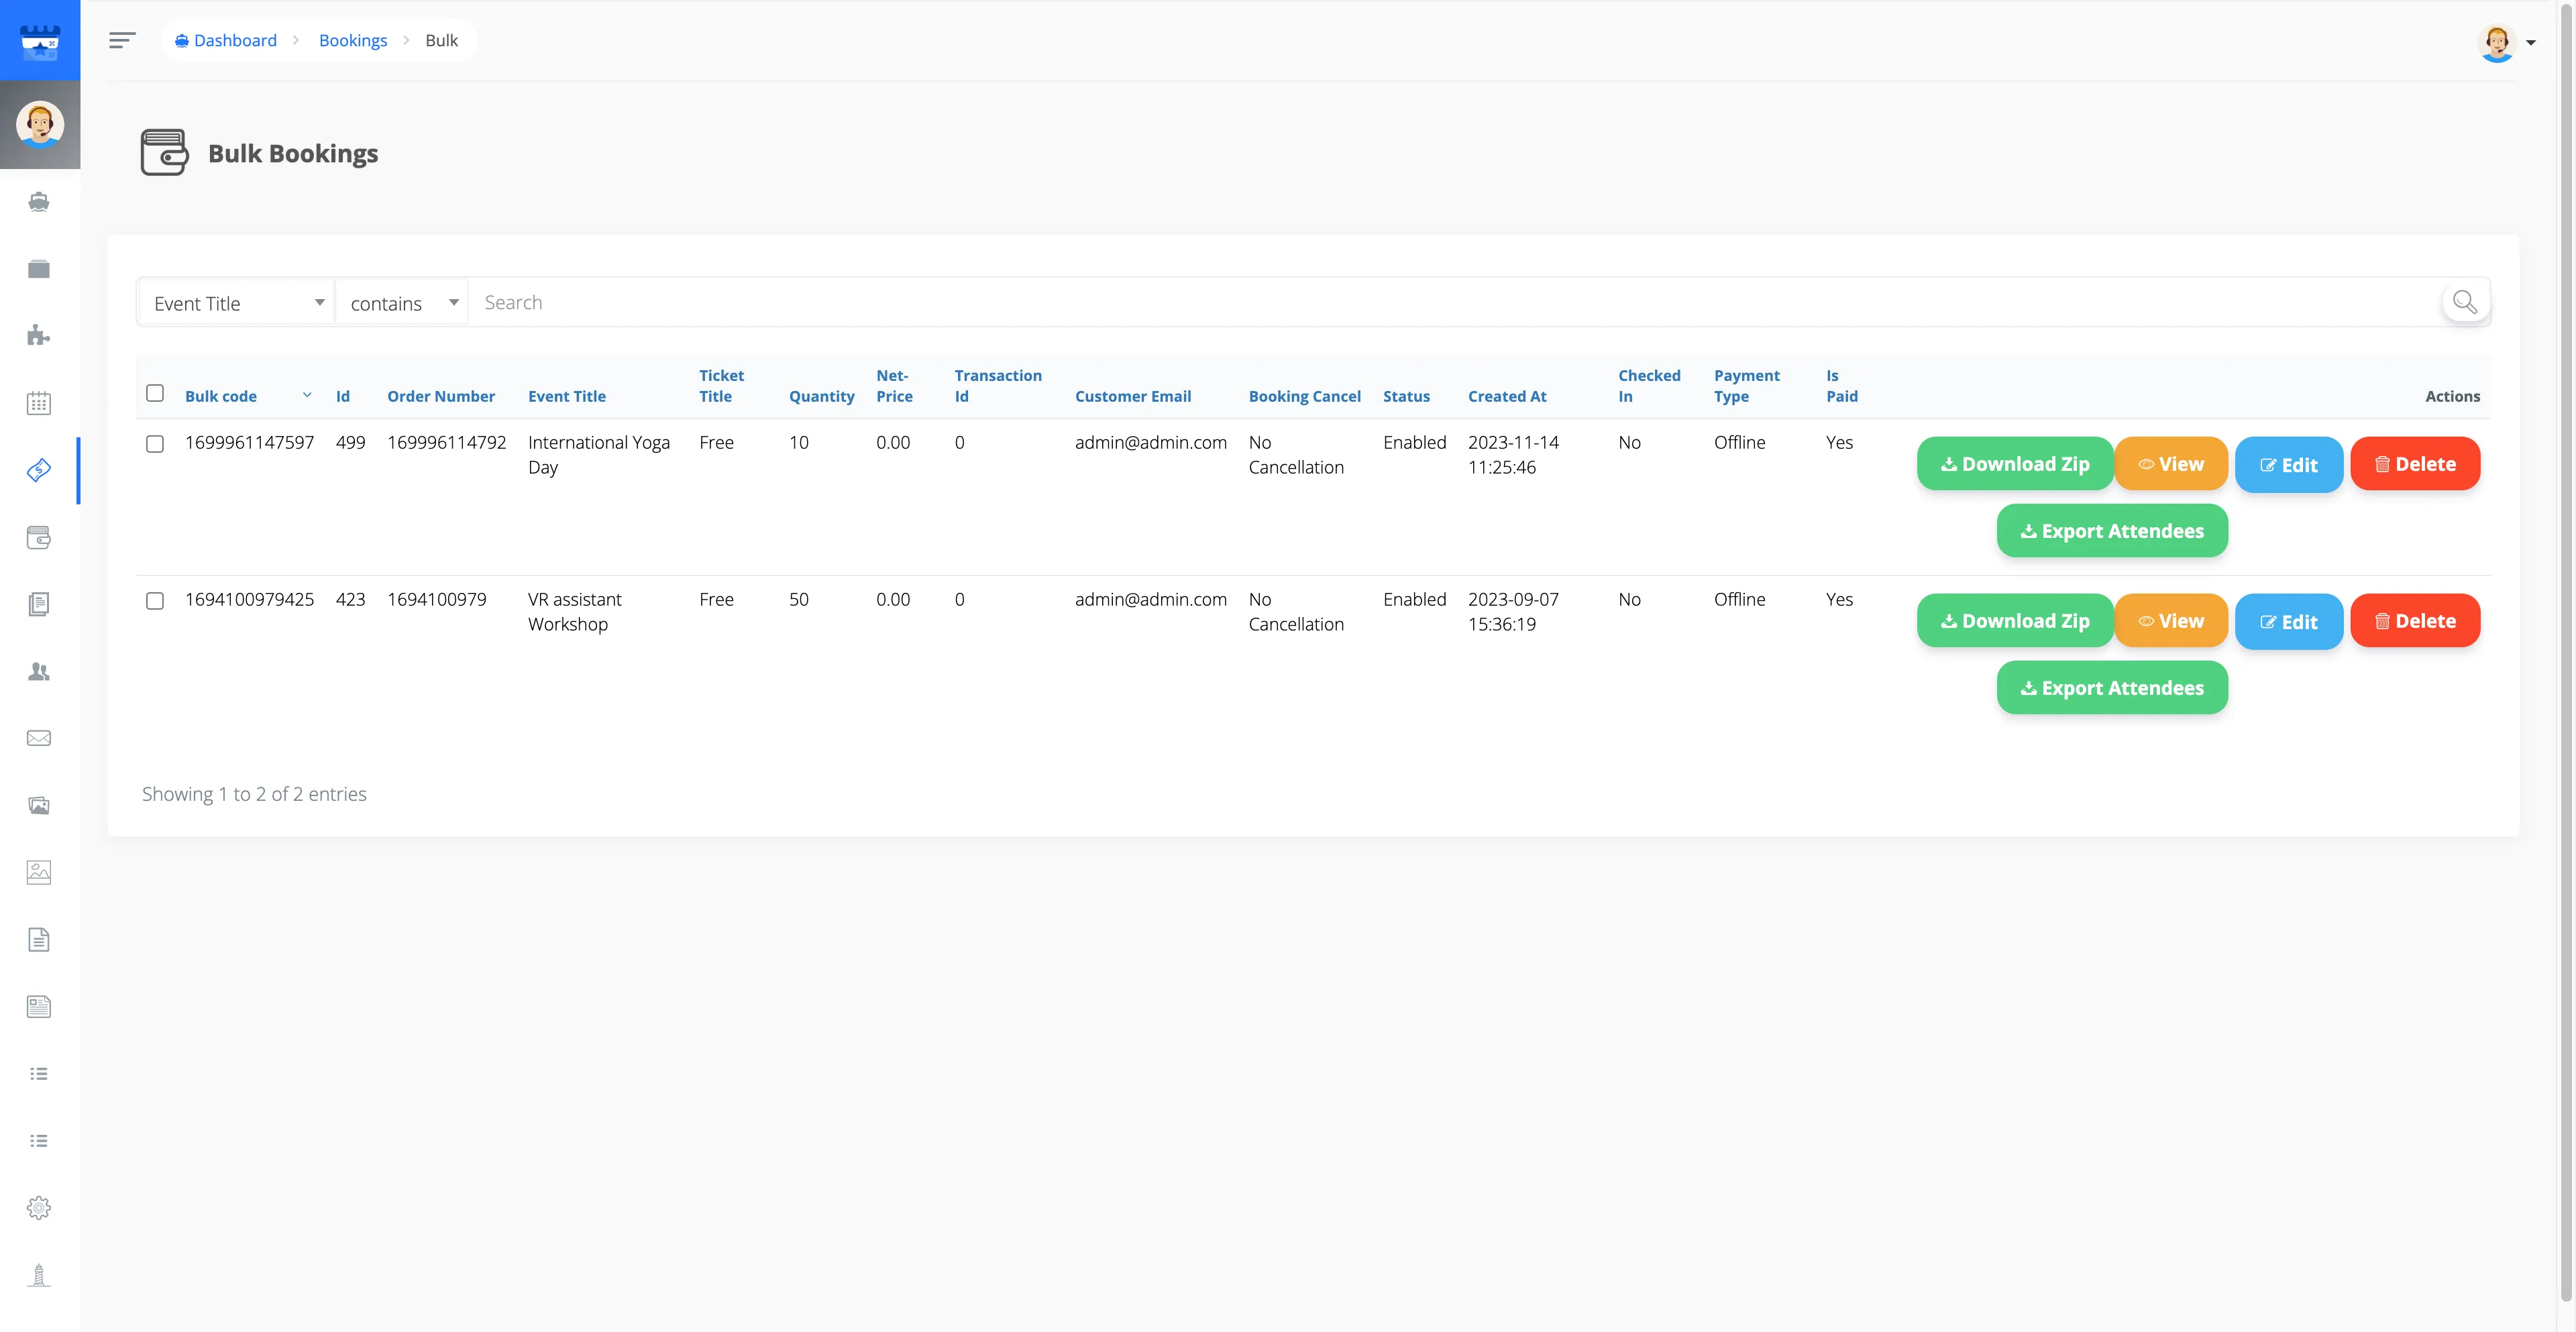 Dashboard > Bookings > Bulk
Bulk Bookings
Event Title contains Search
Bulk code Id Order Number Event Title Ticket Title Quantity Net-Price Transaction Id Customer Email Booking Cancel Status Created At Checked In Payment Type Is Paid Actions
1699961147597 499 169996114792 International Yoga Day Free 10 0.00 0 admin@admin.com No Cancellation Enabled 2023-11-14 11:25:46 No Offline Yes Download Zip View Edit Delete
Export Attendees
1694100979425 423 1694100979 VR assistant Workshop Free 50 0.00 0 admin@admin.com No Cancellation Enabled 2023-09-07 15:36:19 No Offline Yes Download Zip View Edit Delete
Export Attendees
Showing 1 to 2 of 2 entries